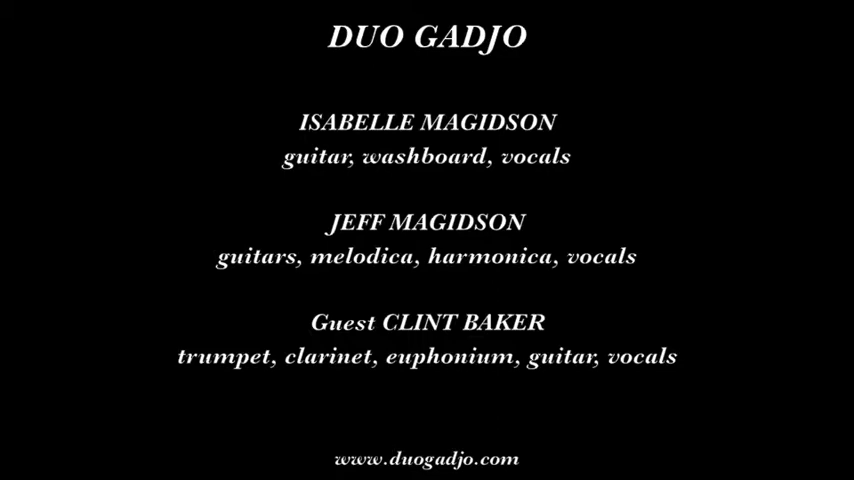 DUO GADJO
ISABELLE MAGIDSON
guitar, washboard, vocals
JEFF MAGIDSON
guitars, melodica, harmonica, vocals
Guest CLINT BAKER
trumpet, clarinet, euphonium, guitar, vocals
www.duogadjo.com